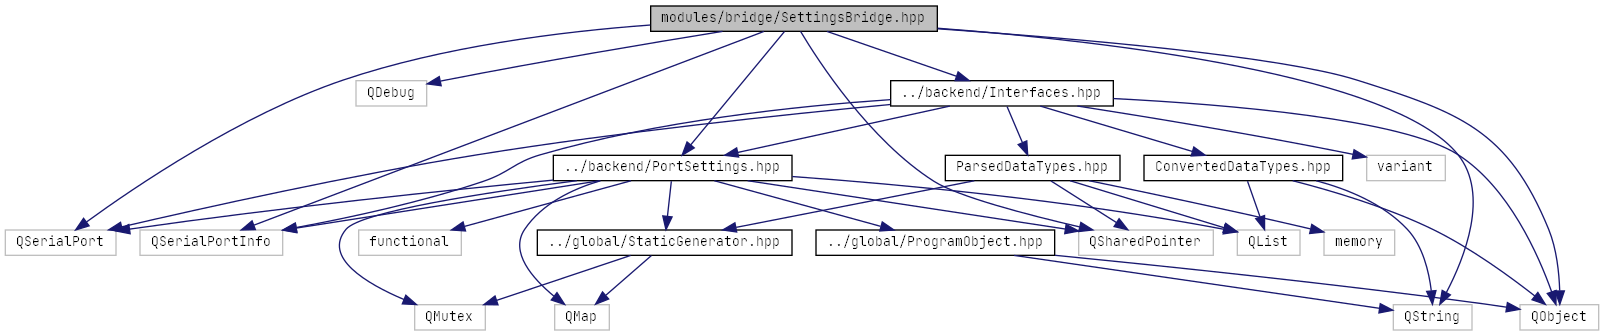 modules/bridge/SettingsBridge.hpp
QDebug
../backend/Interfaces.hpp
../backend/PortSettings.hpp
ParsedDataTypes.hpp
ConvertedDataTypes.hpp
variant
QSerialPort
QSerialPortInfo
functional
../global/StaticGenerator.hpp
../global/ProgramObject.hpp
QSharedPointer
QList
memory
QMutex
QMap
QString
QObject